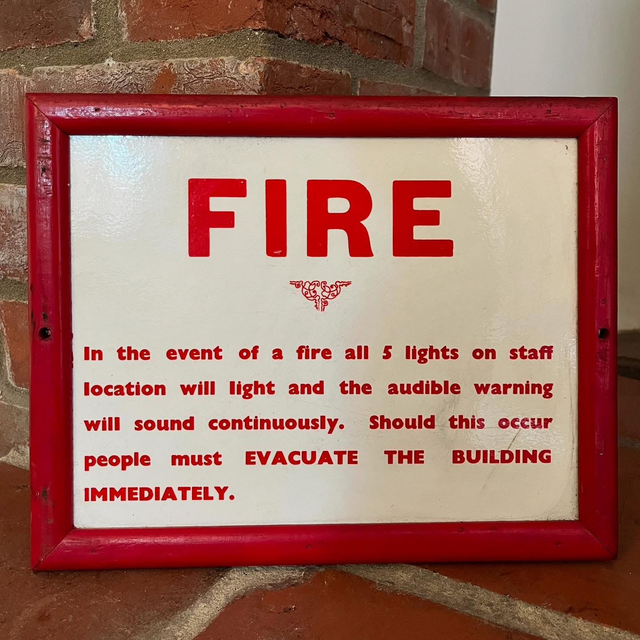 FIRE
In the event of a fire all 5 lights on staff
location will light and the audible warning
will sound continuously. Should this occur
people must EVACUATE THE BUILDING
IMMEDIATELY.